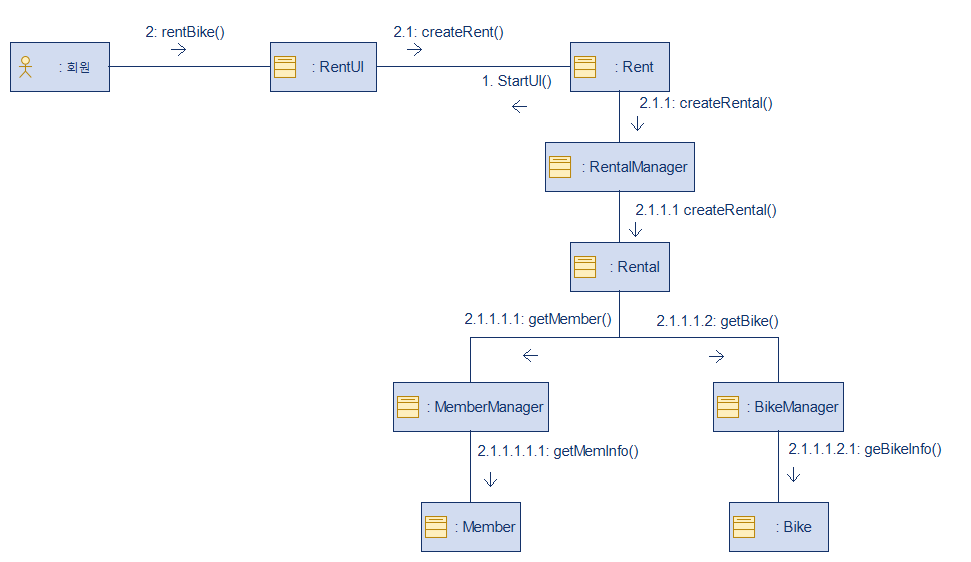 2: rentBike()
2.1: createRent()
: 회원
: RentUI
: Rent
1. StartUI()
2.1.1: createRental()
: RentalManager
2.1.1.1 createRental()
: Rental
2.1.1.1.1: getMember()
2.1.1.1.2: getBike()
: MemberManager
: BikeManager
2.1.1.1.1.1: getMemInfo()
2.1.1.1.2.1: geBikeInfo()
: Member
: Bike